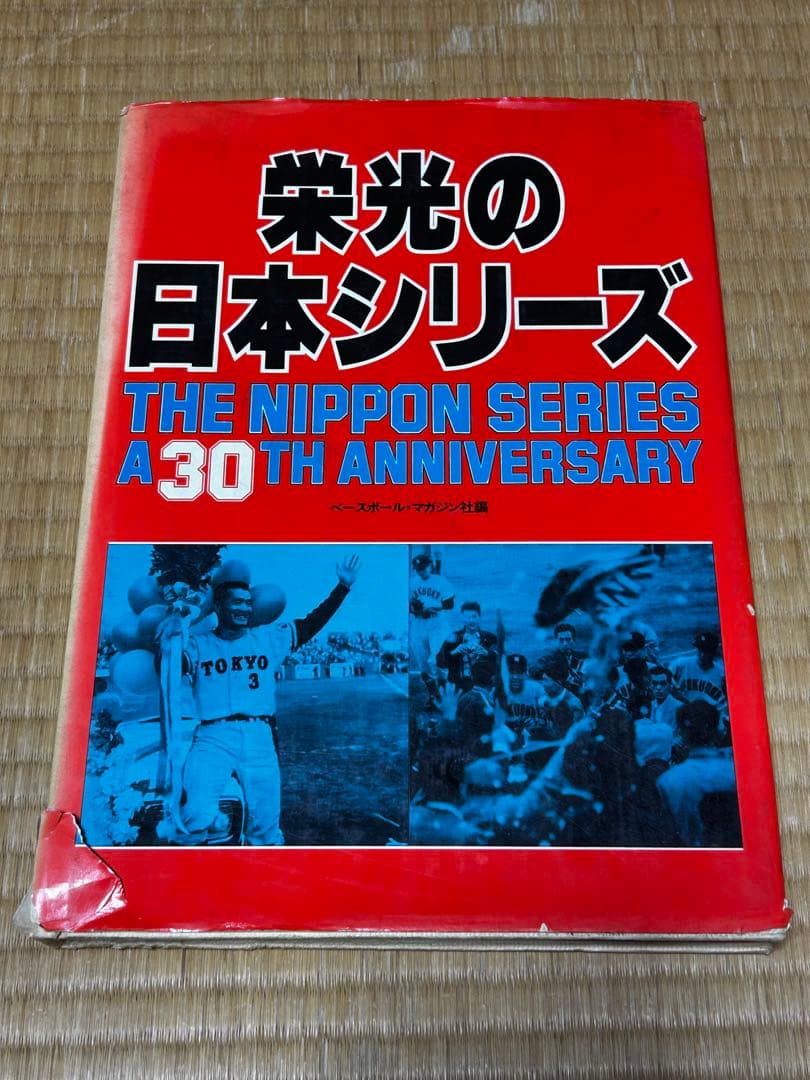 栄光の
日本シリーズ
THE NIPPON SERIES
A 30TH ANNIVERSARY
ベースボール・マガジン社編
TOKYO
3